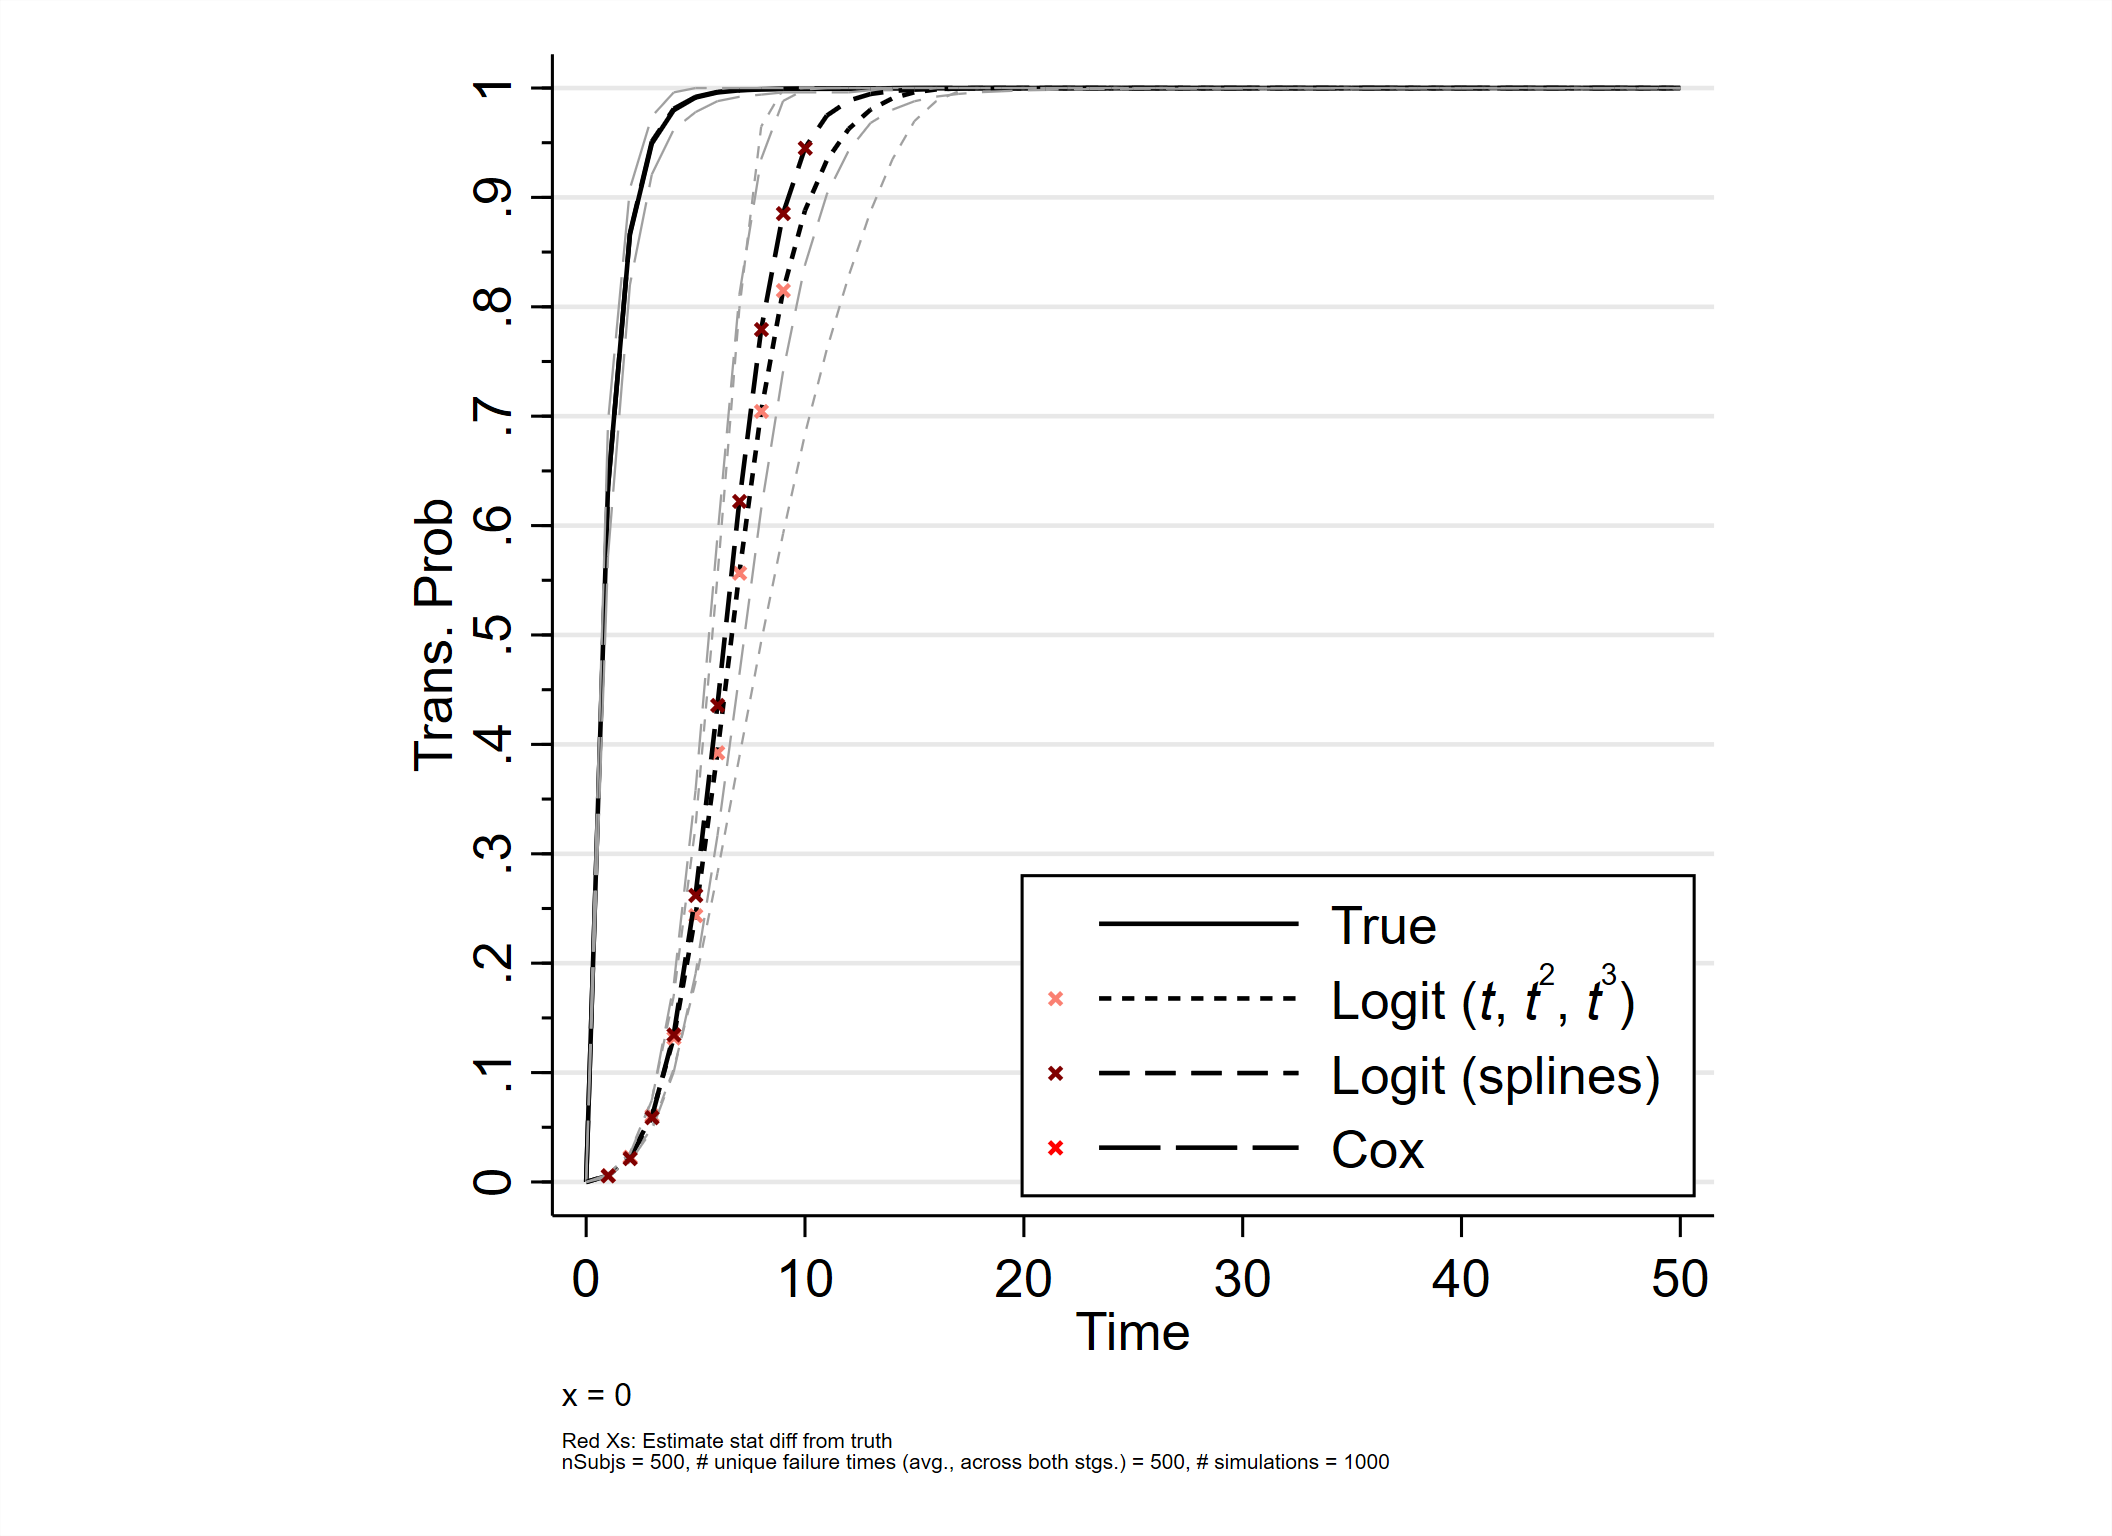 Trans. Prob
1
.9
.8
.7
.6
.5
.4
.3
.2
.1
0
True
Logit (t, t², t³)
Logit (splines)
Cox
0 10 20 30 40 50
Time
x = 0
Red Xs: Estimate stat diff from truth
nSubjs = 500, # unique failure times (avg., across both stgs.) = 500, # simulations = 1000